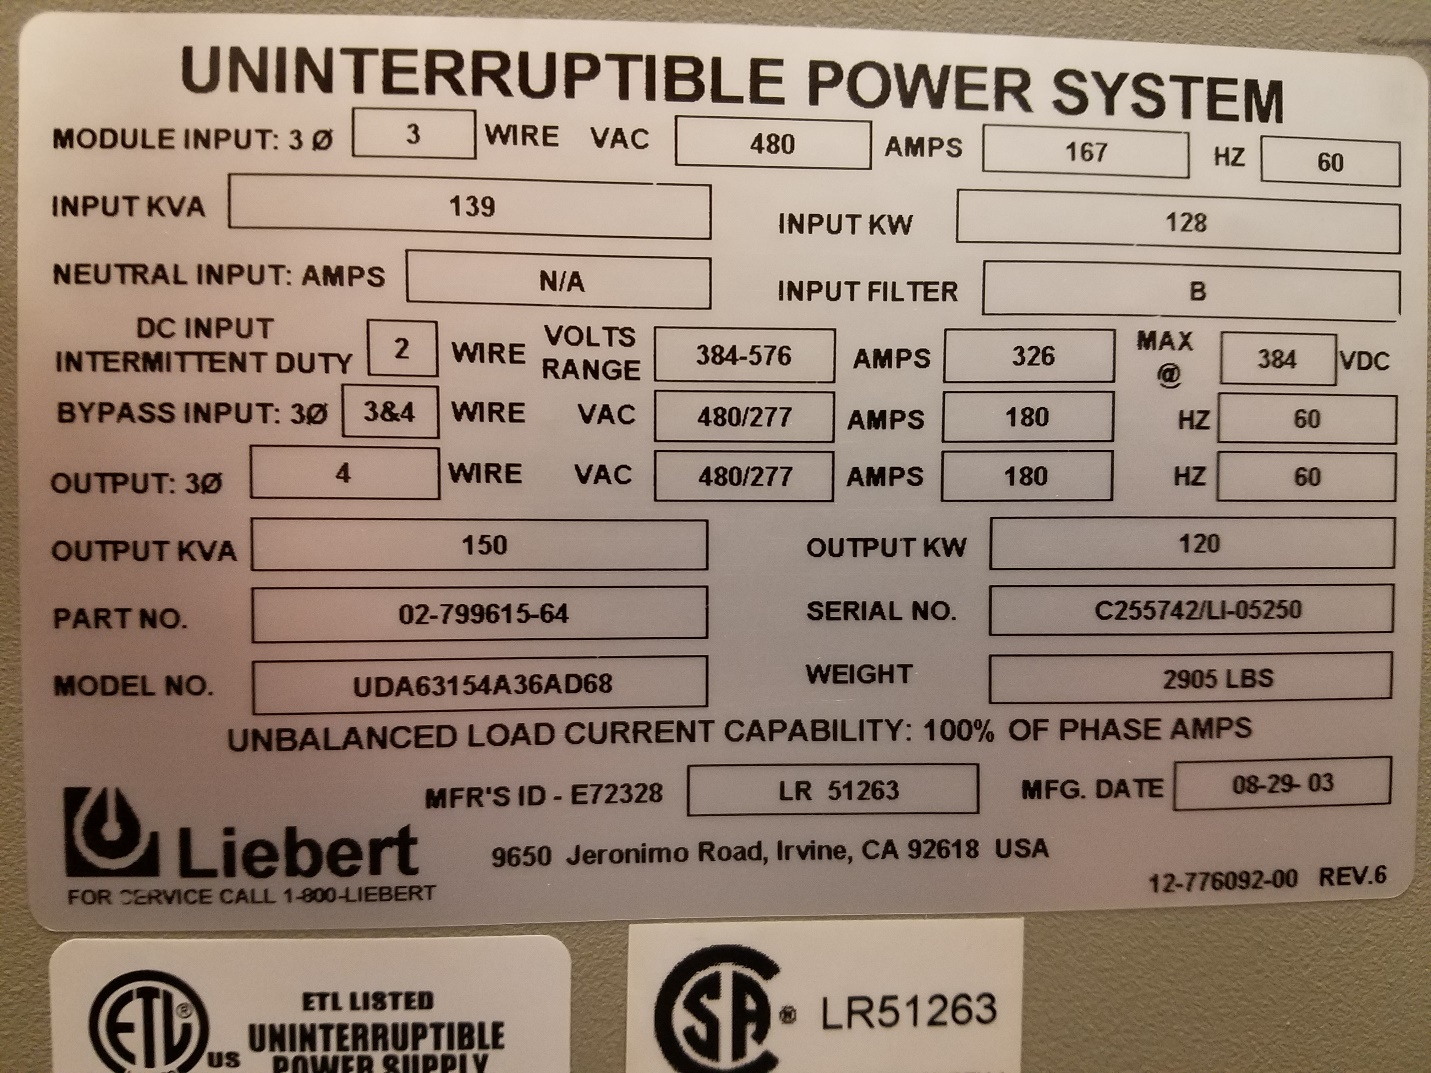 UNINTERRUPTIBLE POWER SYSTEM
MODULE INPUT: 3 Ø 3 WIRE VAC 480 AMPS 167 HZ 60
INPUT KVA 139 INPUT KW 128
NEUTRAL INPUT: AMPS N/A INPUT FILTER B
DC INPUT INTERMITTENT DUTY 2 WIRE VOLTS RANGE 384-576 AMPS 326 MAX @ 384 VDC
BYPASS INPUT: 3Ø 3&4 WIRE VAC 480/277 AMPS 180 HZ 60
OUTPUT: 3Ø 4 WIRE VAC 480/277 AMPS 180 HZ 60
OUTPUT KVA 150 OUTPUT KW 120
PART NO. 02-799615-64 SERIAL NO. C255742/LI-05250
MODEL NO. UDA63154A36AD68 WEIGHT 2905 LBS
UNBALANCED LOAD CURRENT CAPABILITY: 100% OF PHASE AMPS
MFR'S ID - E72328 LR 51263 MFG. DATE 08-29- 03
Liebert 9650 Jeronimo Road, Irvine, CA 92618 USA
FOR SERVICE CALL 1-800-LIEBERT 12-776092-00 REV.6
ETL ® US
ETL LISTED
UNINTERRUPTIBLE
POWER SUPPLY
SA ® LR51263